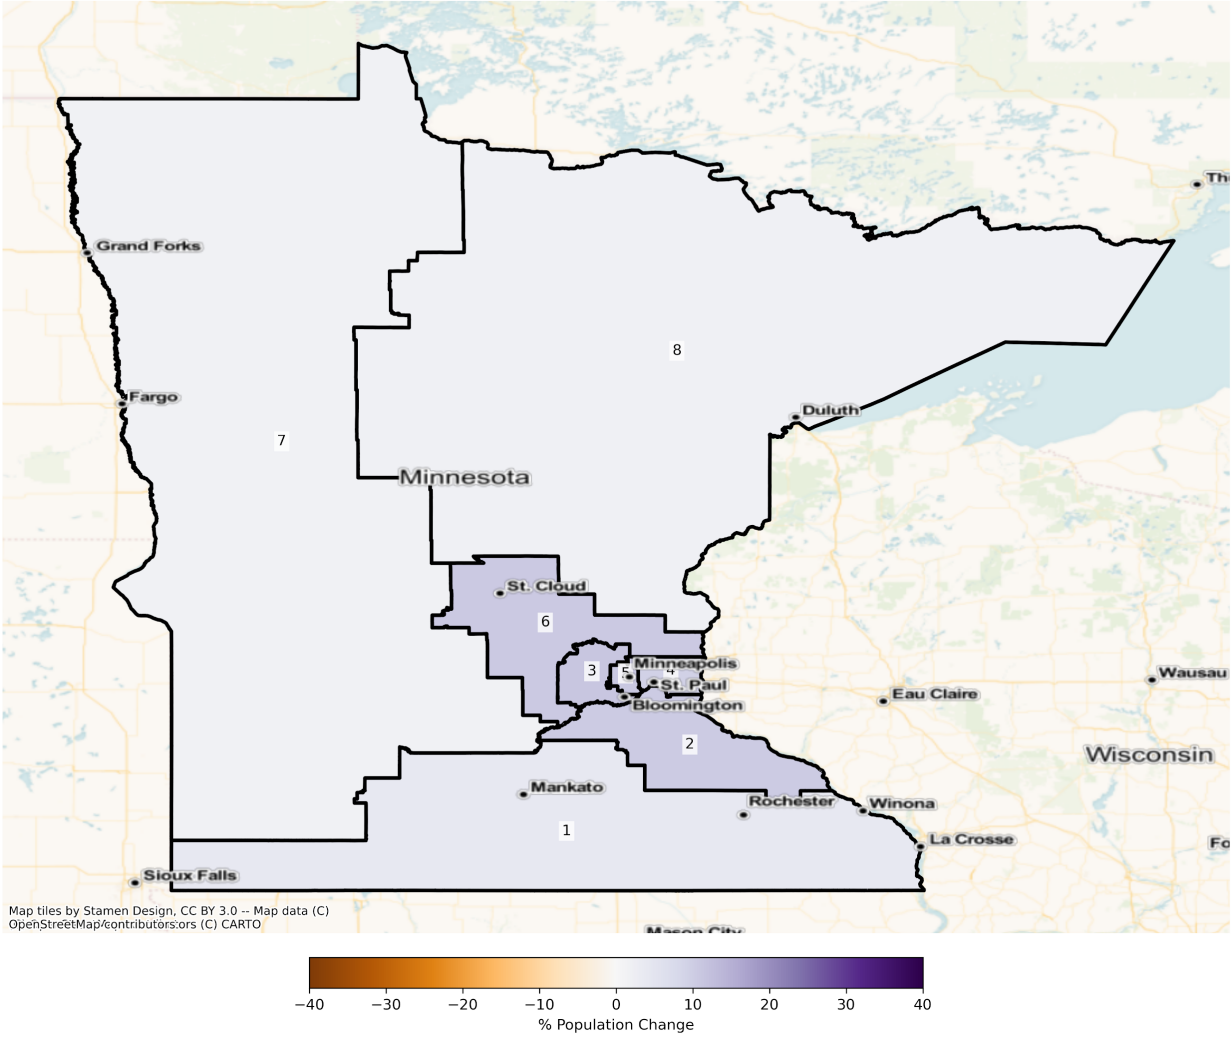 Th
Grand Forks
8
Fargo
Duluth
7
Minnesota
St. Cloud
6
Minneapolis
3
5
4
St. Paul
Wausau
Eau Claire
Bloomington
2
Wisconsin
Mankato
Rochester
Winona
1
La Crosse
Fo
Sioux Falls
Map tiles by Stamen Design, CC BY 3.0 -- Map data (C)
OpenStreetMap contributors
(C) CARTO
Mason City
−40
−30
−20
−10
0
10
20
30
40
% Population Change